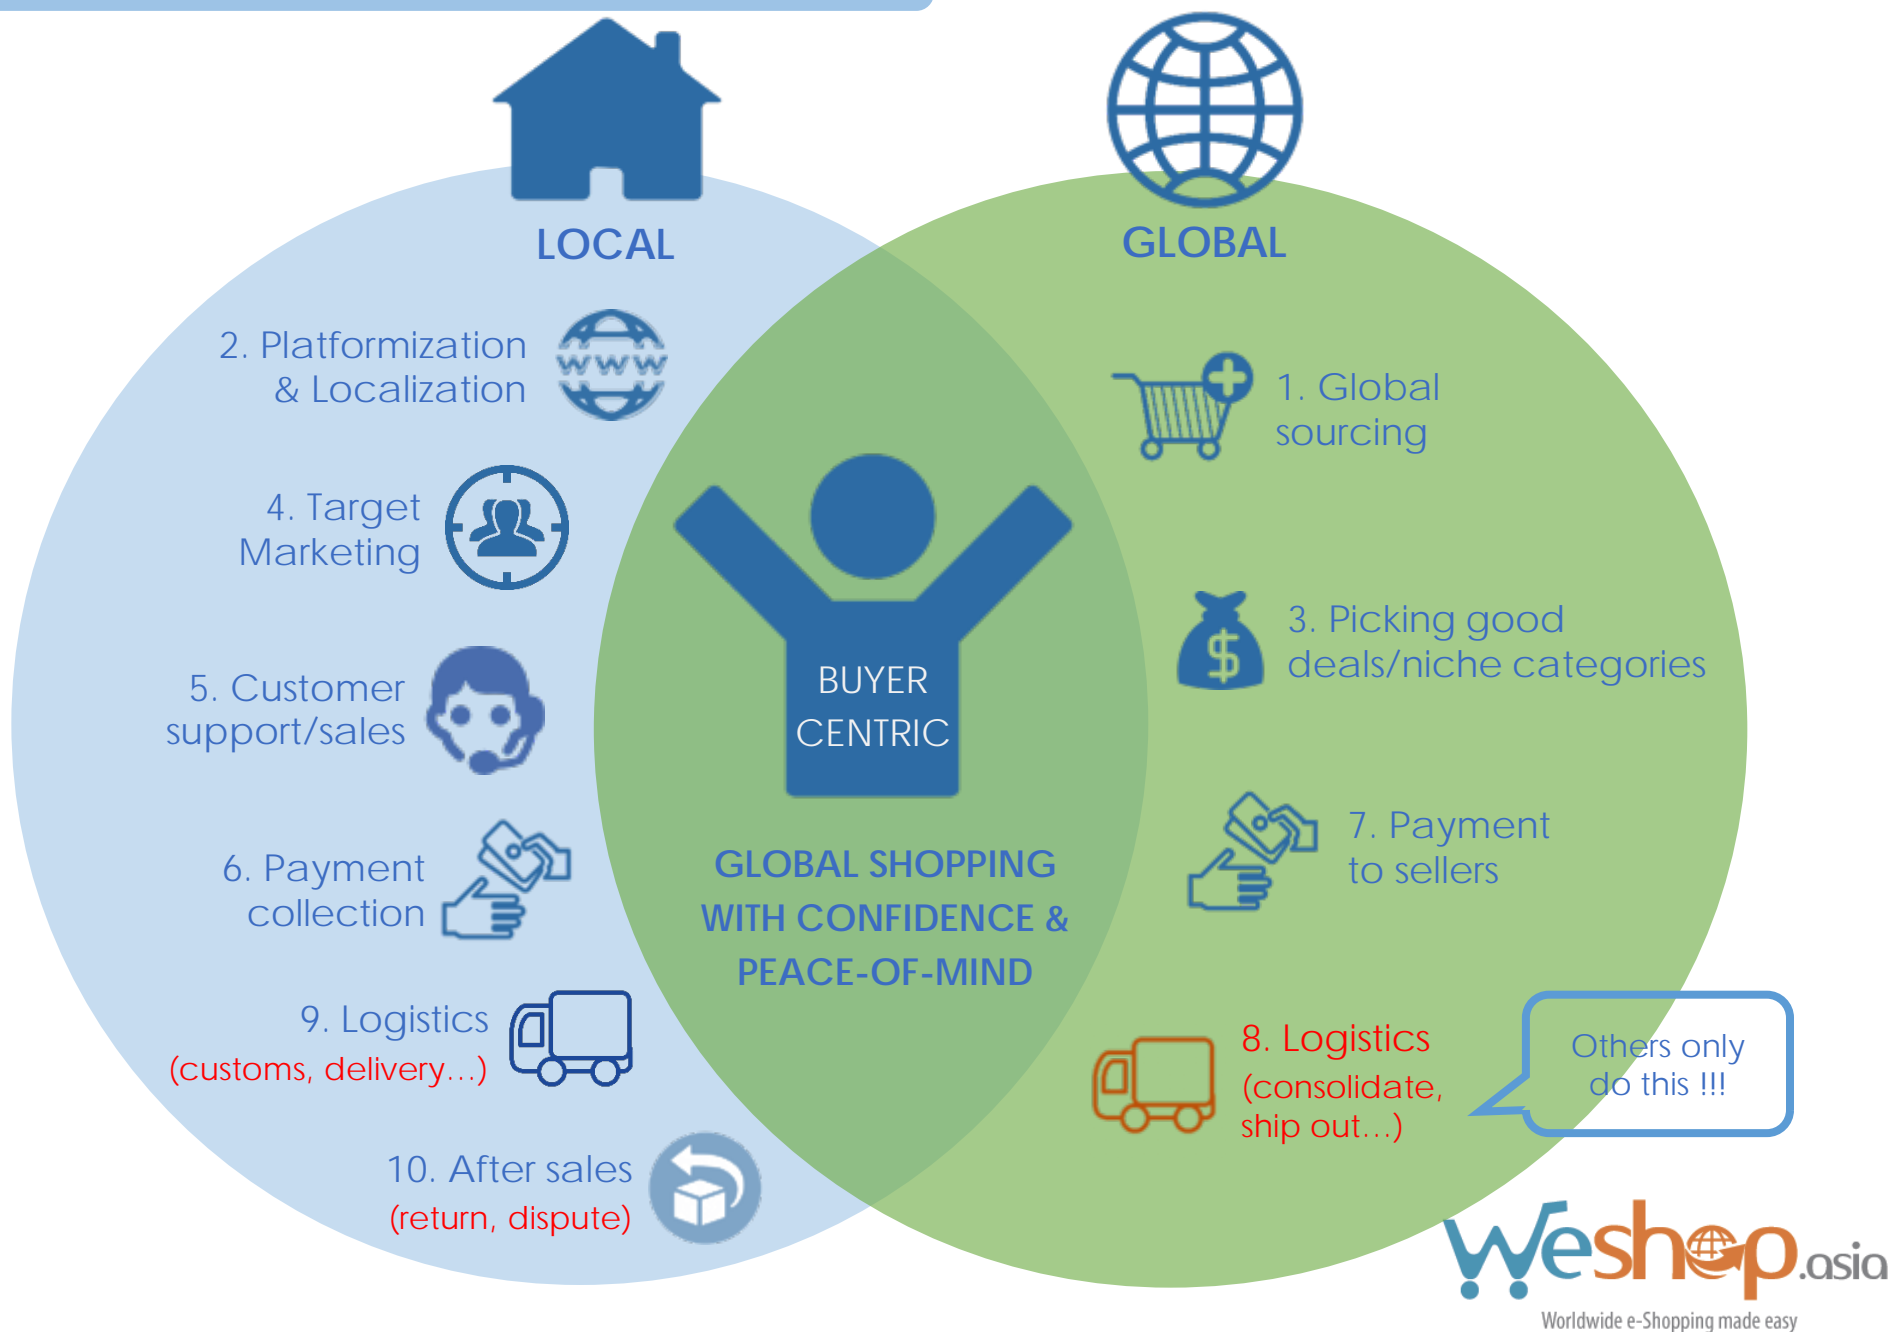 LOCAL
GLOBAL
2. Platformization
& Localization
www
4. Target
Marketing
5. Customer
support/sales
6. Payment
collection
9. Logistics
(customs, delivery...)
10. After sales
(return, dispute)
BUYER
CENTRIC
GLOBAL SHOPPING
WITH CONFIDENCE &
PEACE-OF-MIND
1. Global
sourcing
$
3. Picking good
deals/niche categories
7. Payment
to sellers
8. Logistics
(consolidate,
ship out...)
Others only
do this !!!
Weshop.asia
Worldwide e-Shopping made easy